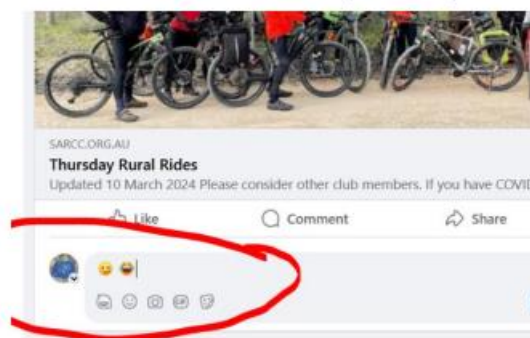 SARCC.ORG.AU
Thursday Rural Rides
Updated 10 March 2024 Please consider other club members. If you have COVID
Like Comment Share
GIF